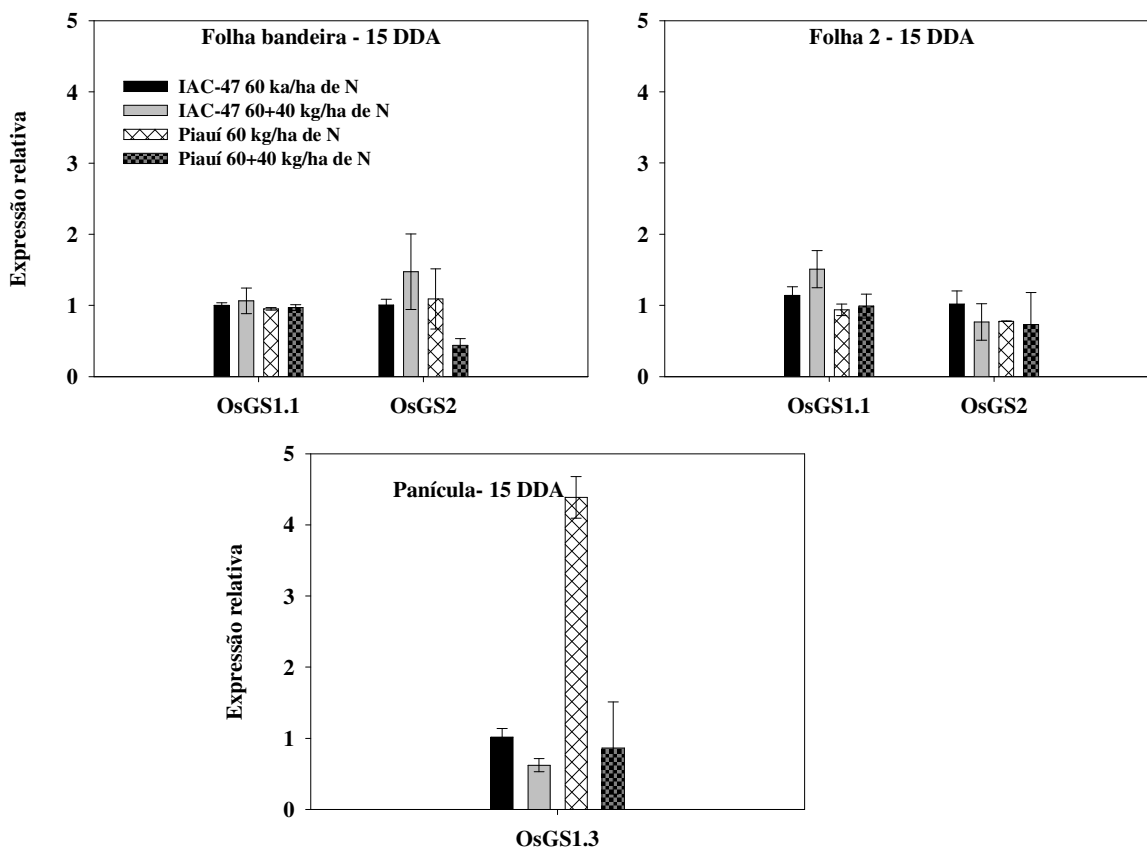 Folha bandeira - 15 DDA
Expressão relativa
5
4
3
2
1
0
IAC-47 60 ka/ha de N
IAC-47 60+40 kg/ha de N
Piauí 60 kg/ha de N
Piauí 60+40 kg/ha de N
OsGS1.1 OsGS2
Folha 2 - 15 DDA
5
4
3
2
1
0
OsGS1.1 OsGS2
Panícula- 15 DDA
Expressão relativa
5
4
3
2
1
0
OsGS1.3